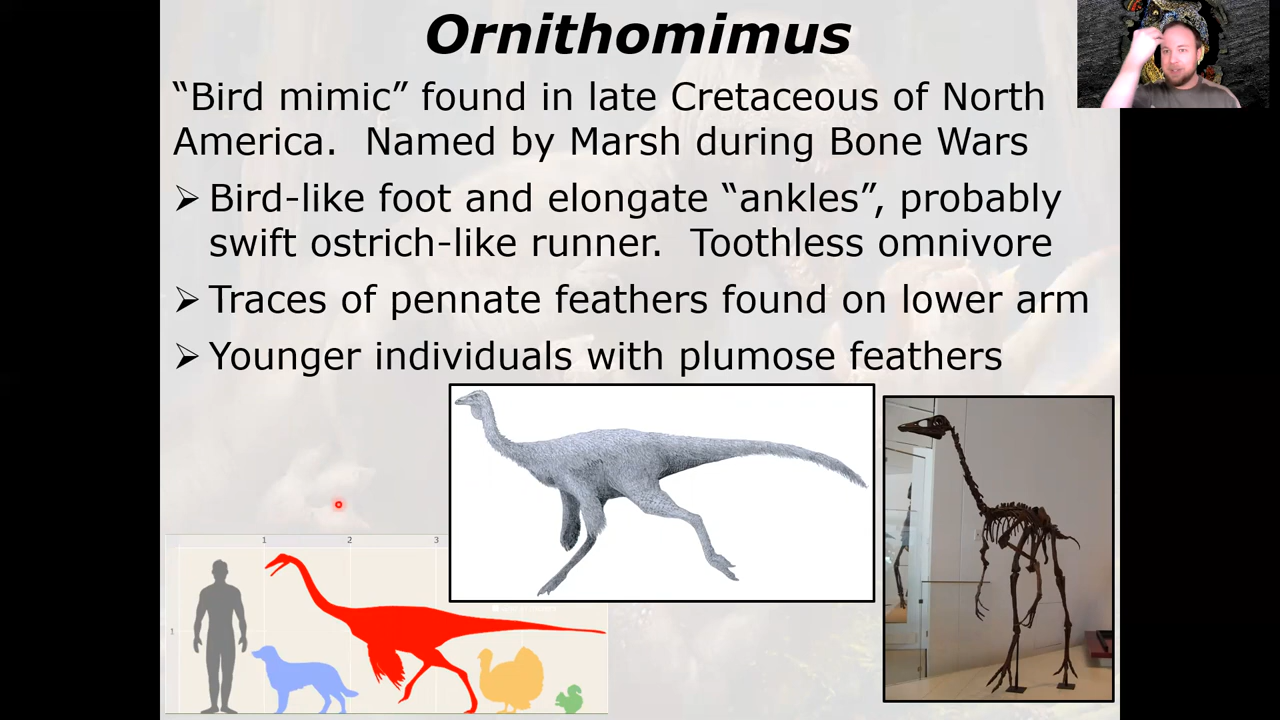 Ornithomimus
“Bird mimic” found in late Cretaceous of North
America.  Named by Marsh during Bone Wars
➢ Bird-like foot and elongate “ankles”, probably
swift ostrich-like runner.  Toothless omnivore
➢ Traces of pennate feathers found on lower arm
➢ Younger individuals with plumose feathers
1 2 3
1